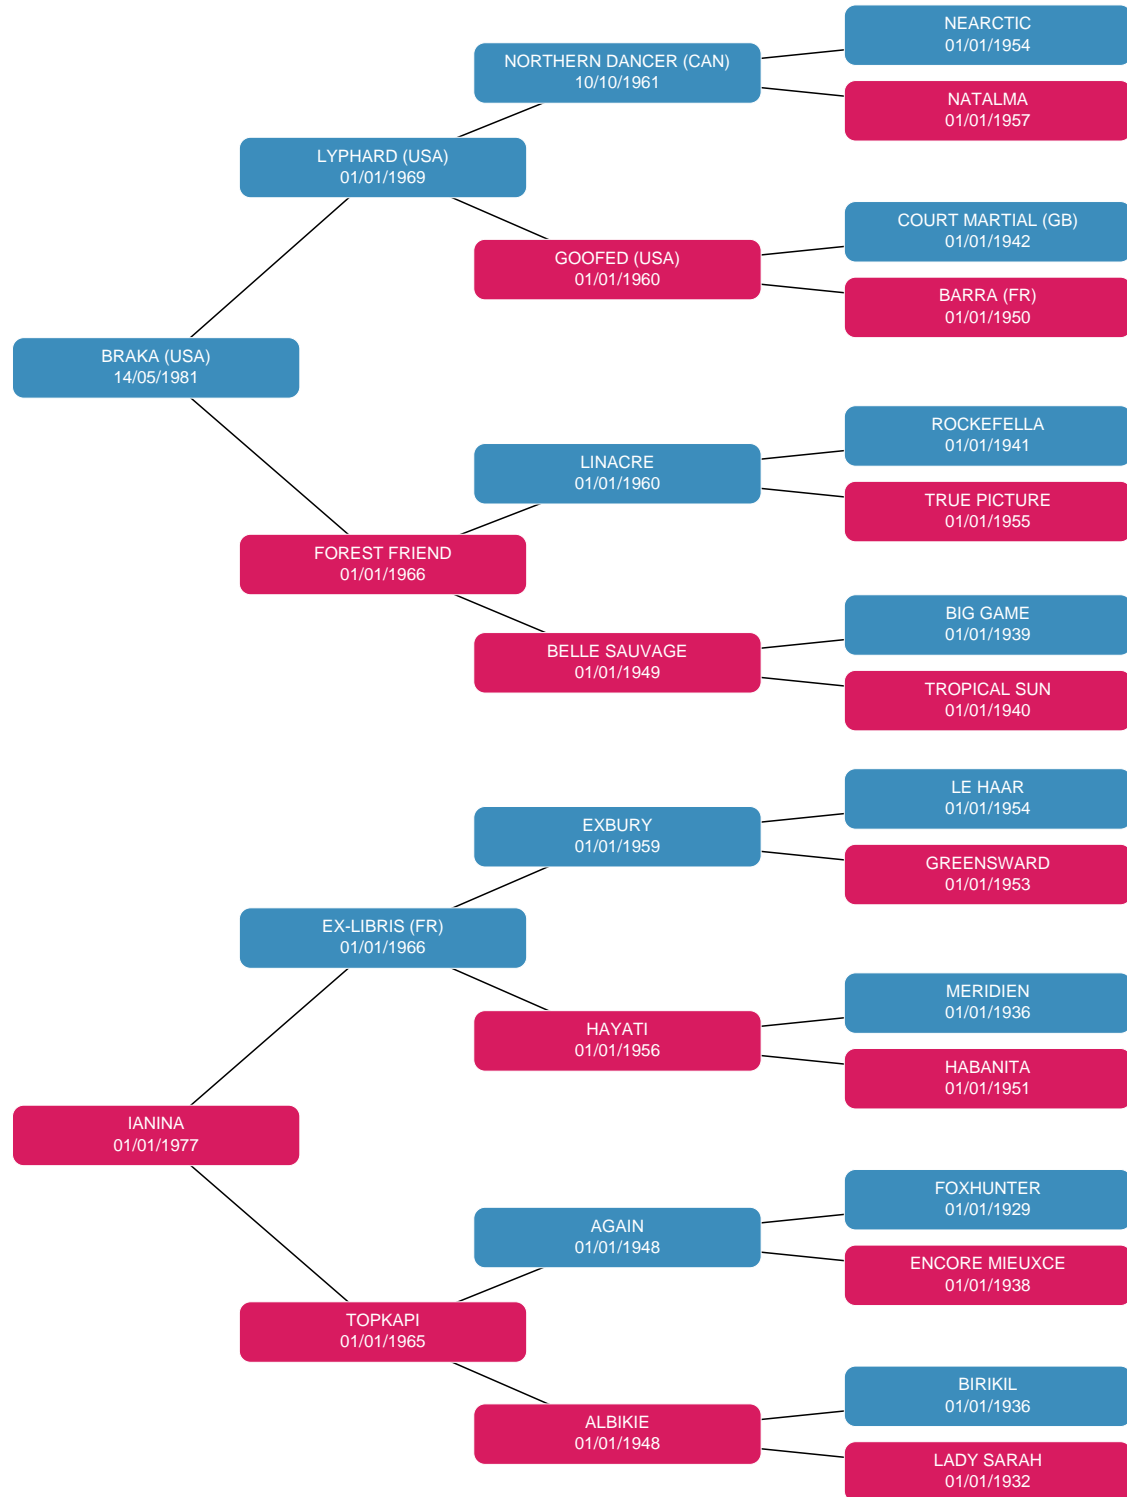 NEARCTIC
01/01/1954
NORTHERN DANCER (CAN)
10/10/1961
NATALMA
01/01/1957
LYPHARD (USA)
01/01/1969
COURT MARTIAL (GB)
01/01/1942
GOOFED (USA)
01/01/1960
BARRA (FR)
01/01/1950
BRAKA (USA)
14/05/1981
ROCKEFELLA
01/01/1941
LINACRE
01/01/1960
TRUE PICTURE
01/01/1955
FOREST FRIEND
01/01/1966
BIG GAME
01/01/1939
BELLE SAUVAGE
01/01/1949
TROPICAL SUN
01/01/1940
LE HAAR
01/01/1954
EXBURY
01/01/1959
GREENSWARD
01/01/1953
EX-LIBRIS (FR)
01/01/1966
MERIDIEN
01/01/1936
HAYATI
01/01/1956
HABANITA
01/01/1951
IANINA
01/01/1977
FOXHUNTER
01/01/1929
AGAIN
01/01/1948
ENCORE MIEUXCE
01/01/1938
TOPKAPI
01/01/1965
BIRIKIL
01/01/1936
ALBIKIE
01/01/1948
LADY SARAH
01/01/1932